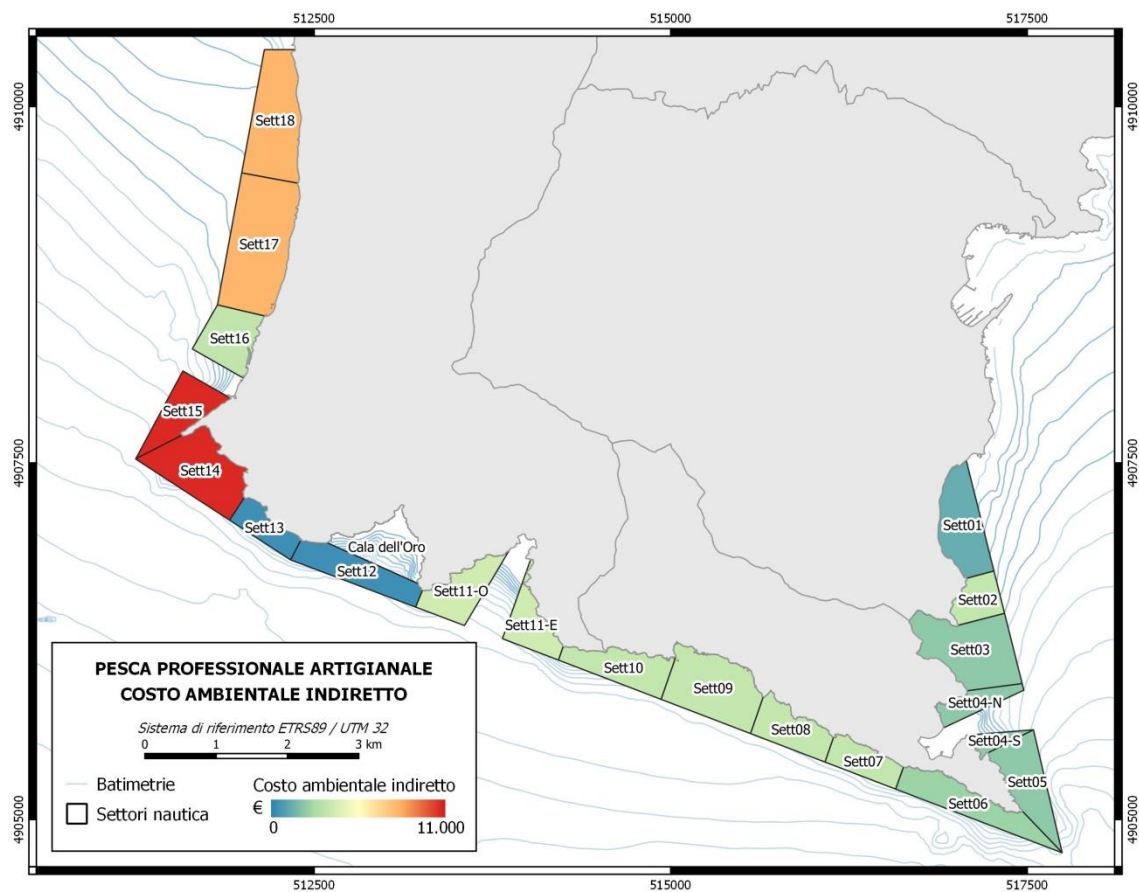 512500 515000 517500
4910000 4910000
Sett18
Sett17
Sett16
Sett15
Sett14
4907500 4907500
Sett13
Cala dell'Oro
Sett12
Sett11-O
Sett11-E
Sett10
Sett09
Sett08
Sett07
Sett06
Sett01
Sett02
Sett03
Sett04-N
Sett04-S
Sett05
4905000 4905000
PESCA PROFESSIONALE ARTIGIANALE
COSTO AMBIENTALE INDIRETTO
Sistema di riferimento ETRS89 / UTM 32
0 1 2 3 km
Batimetrie
Settori nautica
Costo ambientale indiretto
€
0 11.000
512500 515000 517500